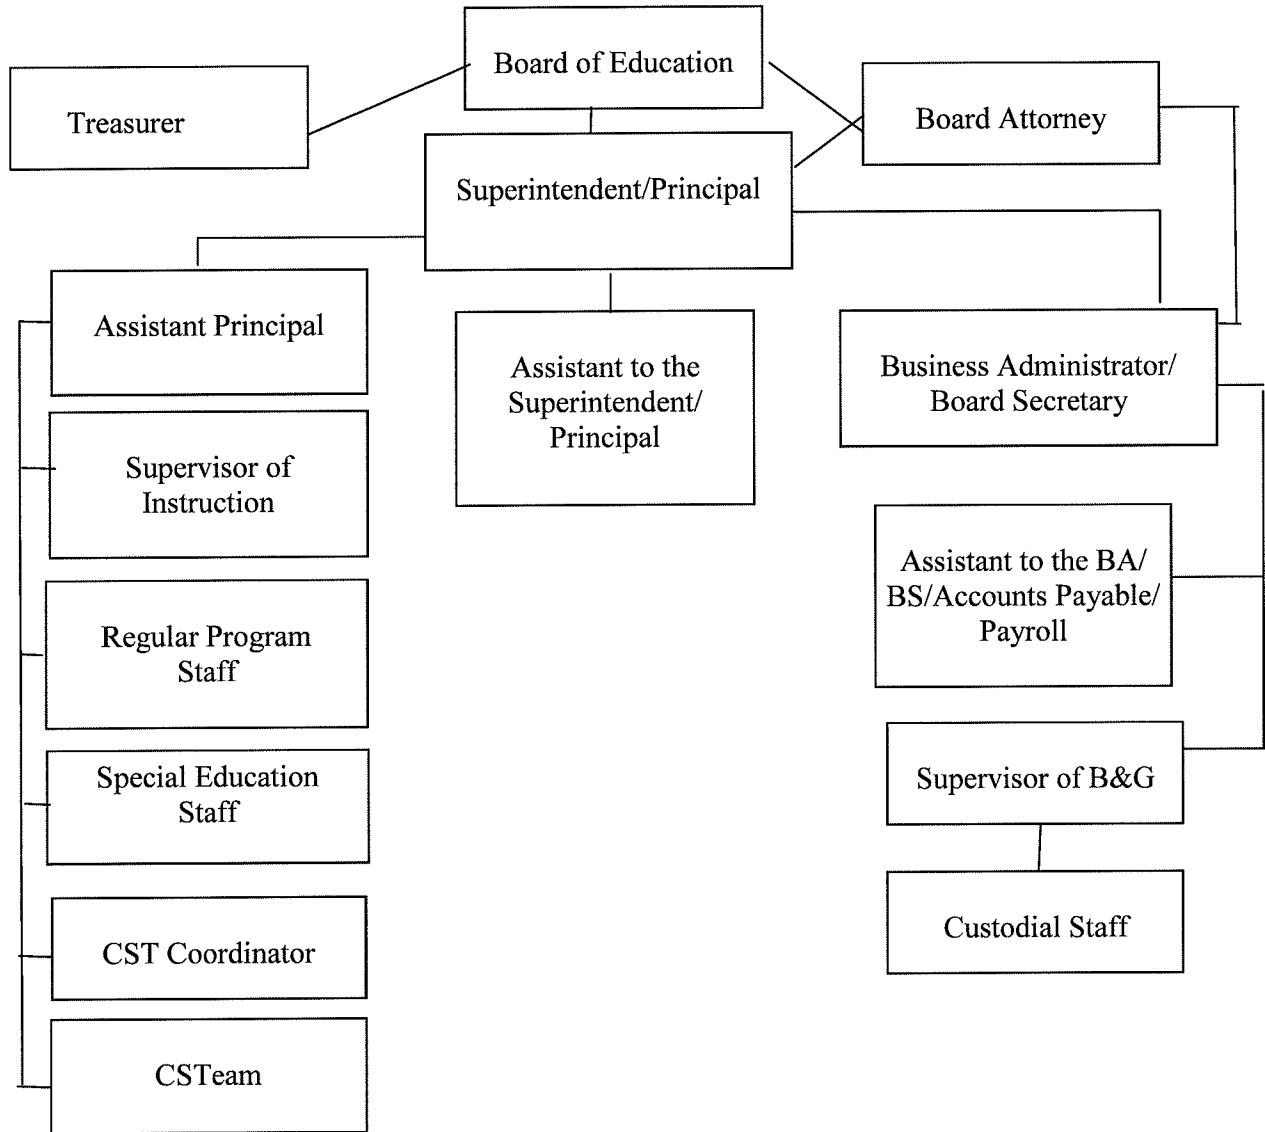 Board of Education
Treasurer
Board Attorney
Superintendent/Principal
Assistant Principal
Assistant to the
Superintendent/
Principal
Business Administrator/
Board Secretary
Supervisor of
Instruction
Assistant to the BA/
BS/Accounts Payable/
Payroll
Regular Program
Staff
Special Education
Staff
Supervisor of B&G
CST Coordinator
Custodial Staff
CSTeam